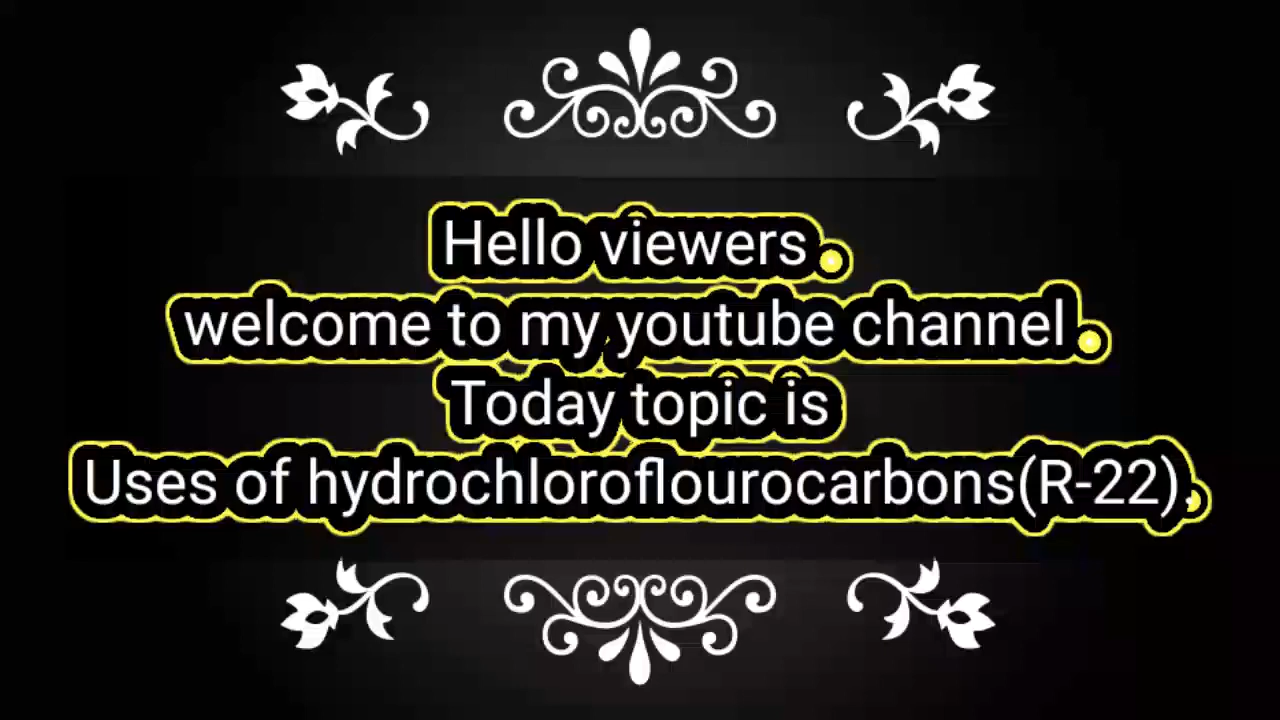 Hello viewers .
welcome to my youtube channel .
Today topic is
Uses of hydrochloroflourocarbons(R-22).